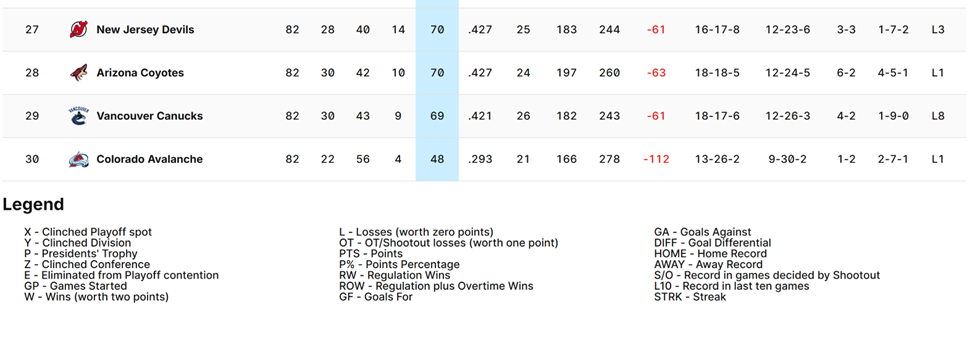 27 New Jersey Devils 82 28 40 14 70 .427 25 183 244 -61 16-17-8 12-23-6 3-3 1-7-2 L3
28 Arizona Coyotes 82 30 42 10 70 .427 24 197 260 -63 18-18-5 12-24-5 6-2 4-5-1 L1
VANCOUVER
29 Vancouver Canucks 82 30 43 9 69 .421 26 182 243 -61 18-17-6 12-26-3 4-2 1-9-0 L8
30 Colorado Avalanche 82 22 56 4 48 .293 21 166 278 -112 13-26-2 9-30-2 1-2 2-7-1 L1
Legend
X - Clinched Playoff spot
Y - Clinched Division
P - Presidents' Trophy
Z - Clinched Conference
E - Eliminated from Playoff contention
GP - Games Started
W - Wins (worth two points)
L - Losses (worth zero points)
OT - OT/Shootout losses (worth one point)
PTS - Points
P% - Points Percentage
RW - Regulation Wins
ROW - Regulation plus Overtime Wins
GF - Goals For
GA - Goals Against
DIFF - Goal Differential
HOME - Home Record
AWAY - Away Record
S/O - Record in games decided by Shootout
L10 - Record in last ten games
STRK - Streak